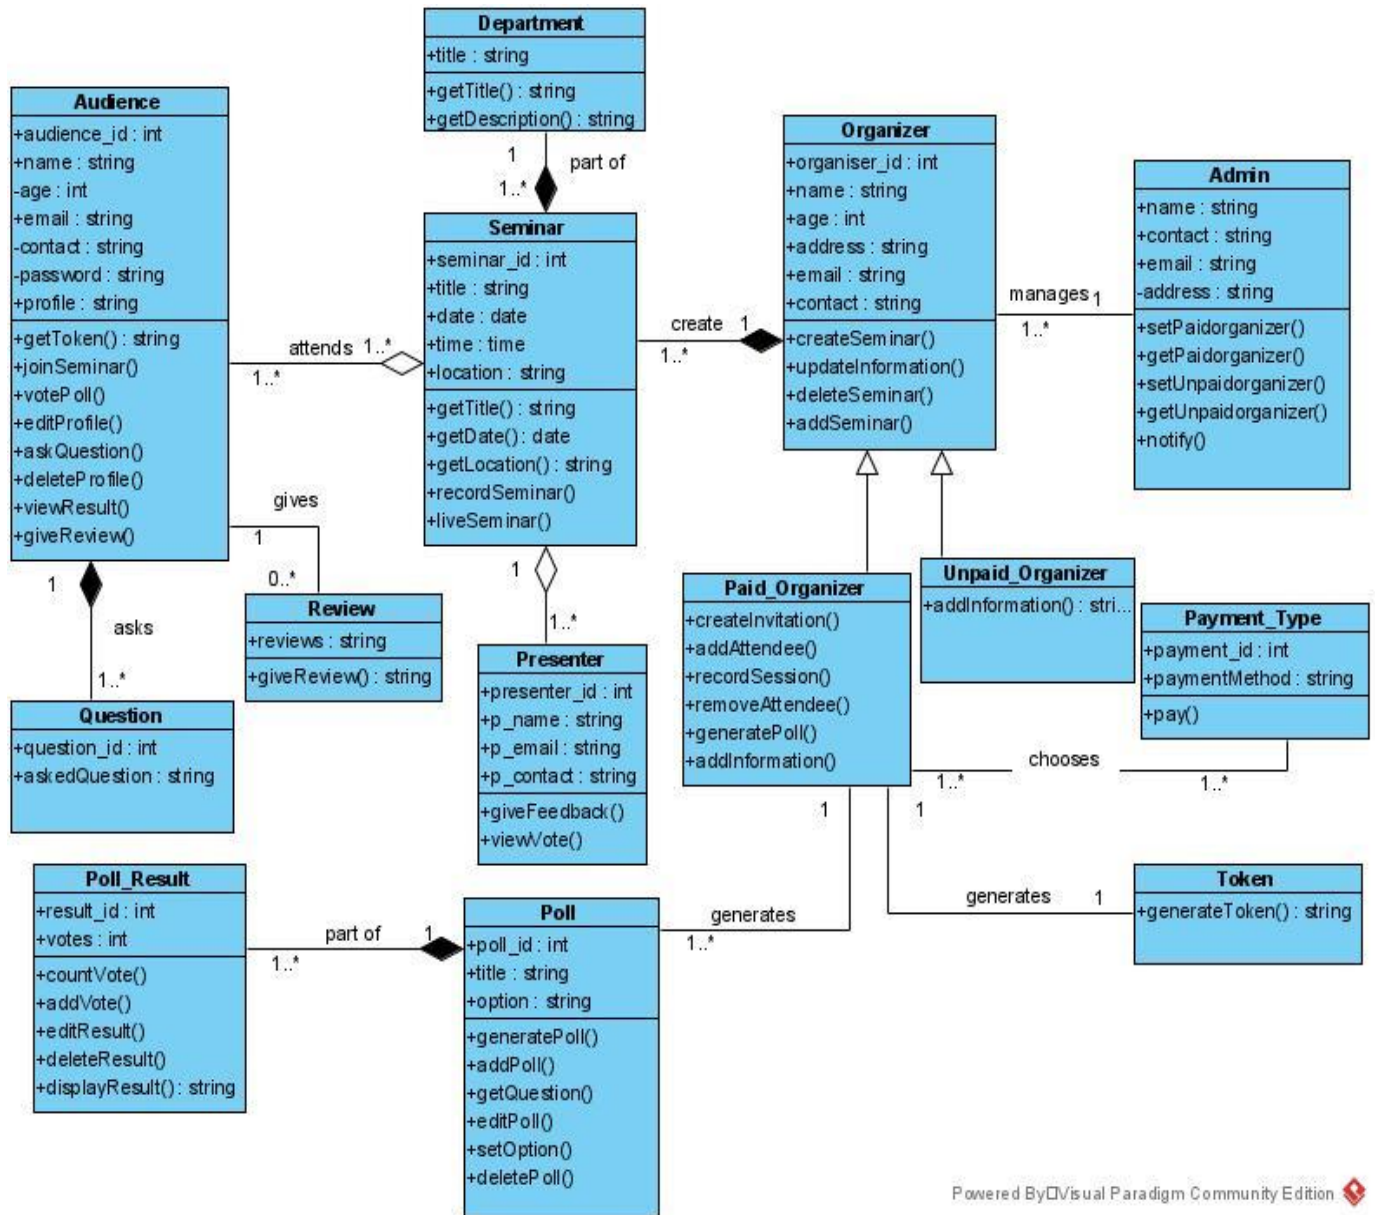 Department
+title : string
+getTitle() : string
+getDescription() : string
Audience
+audience_id : int
+name : string
-age : int
+email : string
-contact : string
-password : string
+profile : string
+getToken() : string
+joinSeminar()
+votePoll()
+editProfile()
+askQuestion()
+deleteProfile()
+viewResult()
+giveReview()
1
part of
1..*
Seminar
+seminar_id : int
+title : string
+date : date
+time : time
+location : string
+getTitle() : string
+getDate() : date
+getLocation() : string
+recordSeminar()
+liveSeminar()
attends
1..*
1..*
Organizer
+organiser_id : int
+name : string
+age : int
+address : string
+email : string
+contact : string
+createSeminar()
+updateInformation()
+deleteSeminar()
+addSeminar()
create
1
1..*
Admin
+name : string
+contact : string
+email : string
-address : string
+setPaidorganizer()
+getPaidorganizer()
+setUnpaidorganizer()
+getUnpaidorganizer()
+notify()
manages
1
1..*
gives
1
0..*
Review
+reviews : string
+giveReview() : string
1
asks
1..*
Question
+question_id : int
+askedQuestion : string
1
1..*
Presenter
+presenter_id : int
+p_name : string
+p_email : string
+p_contact : string
+giveFeedback()
+viewVote()
Paid_Organizer
+createInvitation()
+addAttendee()
+recordSession()
+removeAttendee()
+generatePoll()
+addInformation()
Unpaid_Organizer
+addInformation() : stri...
Payment_Type
+payment_id : int
+paymentMethod : string
+pay()
chooses
1..*
1..*
1
1
Poll_Result
+result_id : int
+votes : int
+countVote()
+addVote()
+editResult()
+deleteResult()
+displayResult() : string
part of
1
1..*
Poll
+poll_id : int
+title : string
+option : string
+generatePoll()
+addPoll()
+getQuestion()
+editPoll()
+setOption()
+deletePoll()
generates
1..*
generates
1
Token
+generateToken() : string
Powered By□Visual Paradigm Community Edition